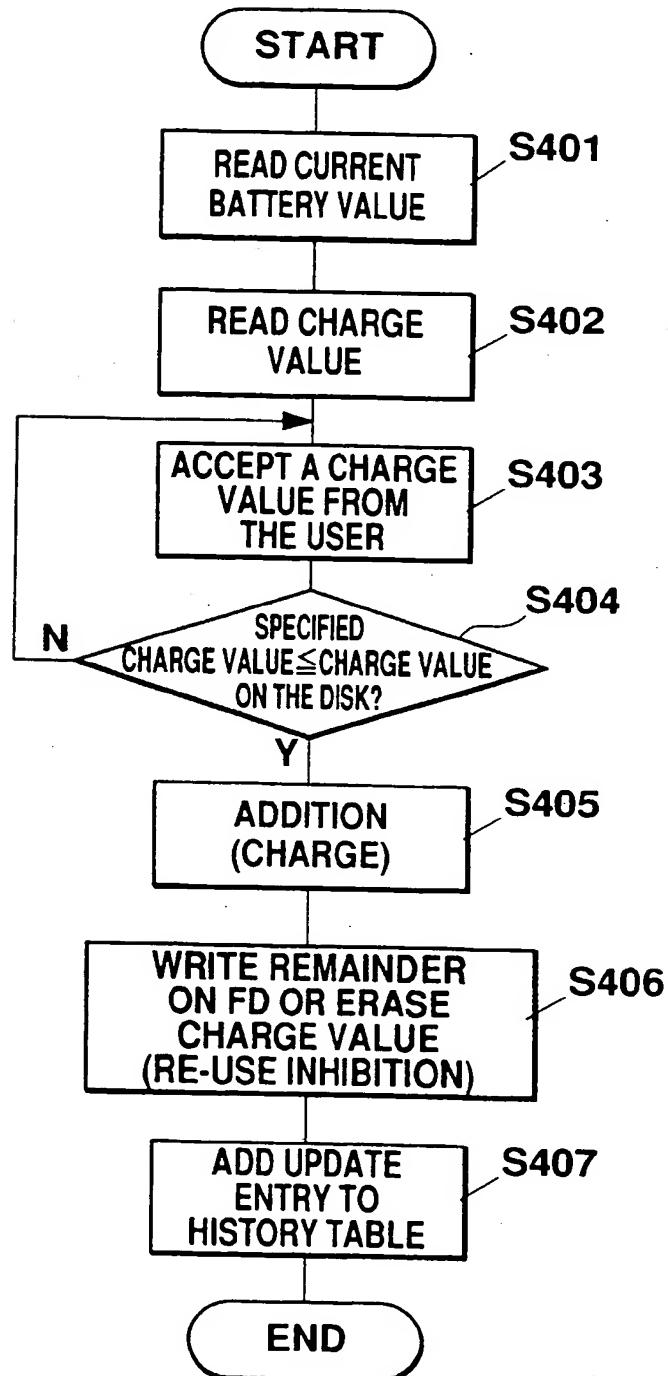 START
READ CURRENT
BATTERY VALUE
S401
READ CHARGE
VALUE
S402
ACCEPT A CHARGE
VALUE FROM
THE USER
S403
SPECIFIED
CHARGE VALUE≦CHARGE VALUE
ON THE DISK?
S404
N
Y
ADDITION
(CHARGE)
S405
WRITE REMAINDER
ON FD OR ERASE
CHARGE VALUE
(RE-USE INHIBITION)
S406
ADD UPDATE
ENTRY TO
HISTORY TABLE
S407
END